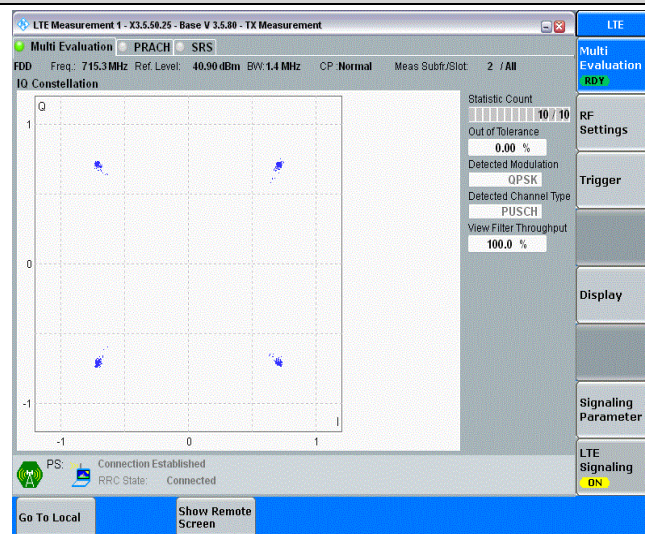 LTE Measurement 1 - X3.5.50.25 - Base V 3.5.80 - TX Measurement
LTE
Multi Evaluation PRACH SRS
FDD Freq.: 715.3 MHz Ref. Level: 40.90 dBm BW: 1.4 MHz CP: Normal Meas Subfr./Slot: 2 / All
IQ Constellation
Q
1
0
-1
-1 0 1
I
Statistic Count
10 / 10
Out of Tolerance
0.00 %
Detected Modulation
QPSK
Detected Channel Type
PUSCH
View Filter Throughput
100.0 %
Multi
Evaluation
RDY
RF
Settings
Trigger
Display
Signaling
Parameter
LTE
Signaling
ON
PS: Connection Established
RRC State: Connected
Go To Local
Show Remote
Screen